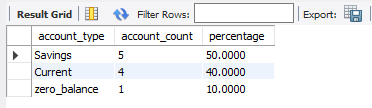 Result Grid Filter Rows: Export:
account_type account_count percentage
Savings 5 50.0000
Current 4 40.0000
zero_balance 1 10.0000